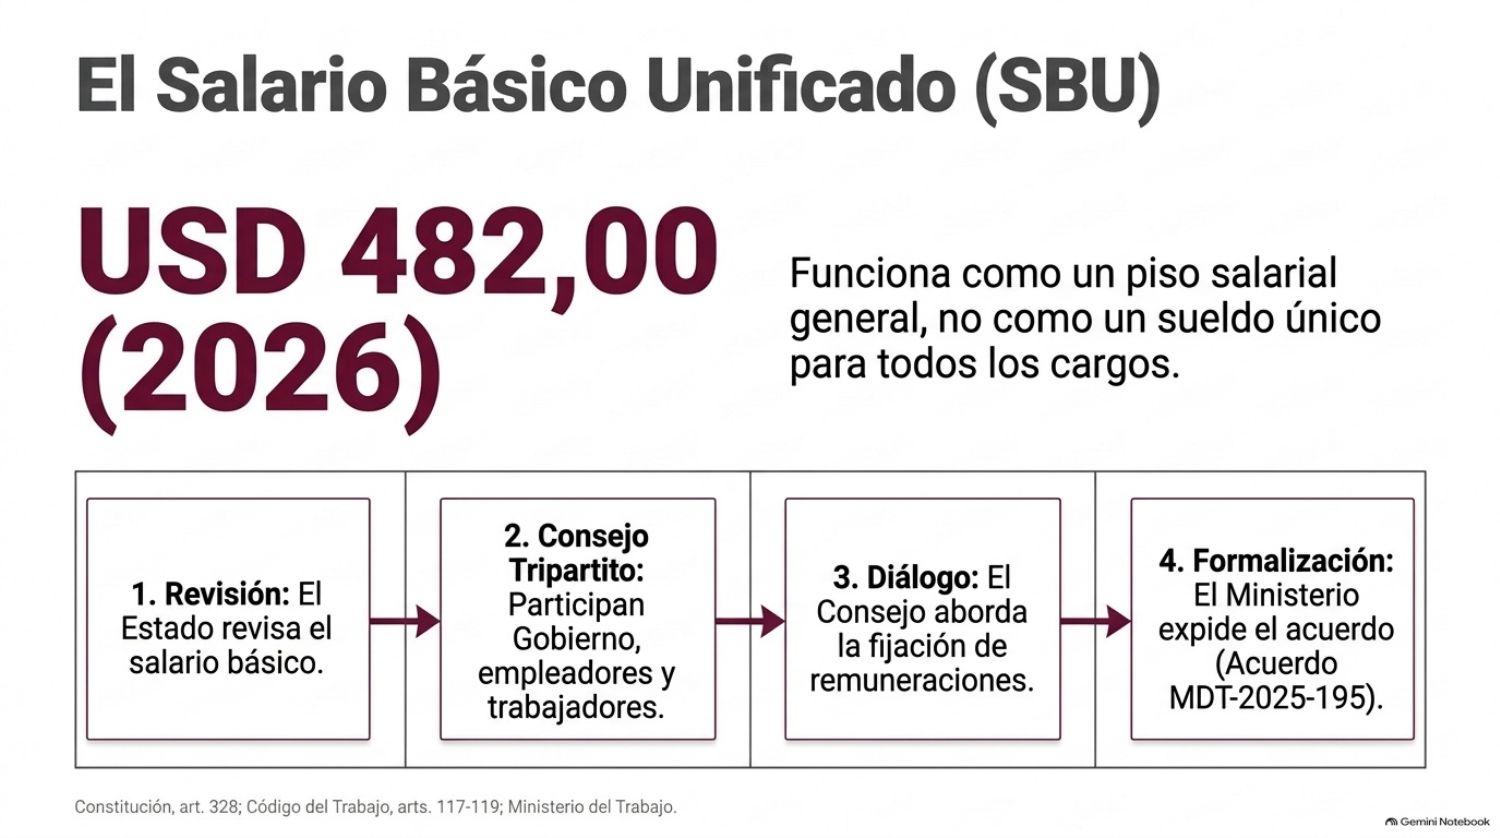 El Salario Básico Unificado (SBU)
USD 482,00
(2026)
Funciona como un piso salarial
general, no como un sueldo único
para todos los cargos.
1. Revisión: El
Estado revisa el
salario básico.
2. Consejo
Tripartito:
Participan
Gobierno,
empleadores y
trabajadores.
3. Diálogo: El
Consejo aborda
la fijación de
remuneraciones.
4. Formalización:
El Ministerio
expide el acuerdo
(Acuerdo
MDT-2025-195).
Constitución, art. 328; Código del Trabajo, arts. 117-119; Ministerio del Trabajo.
Gemini Notebook